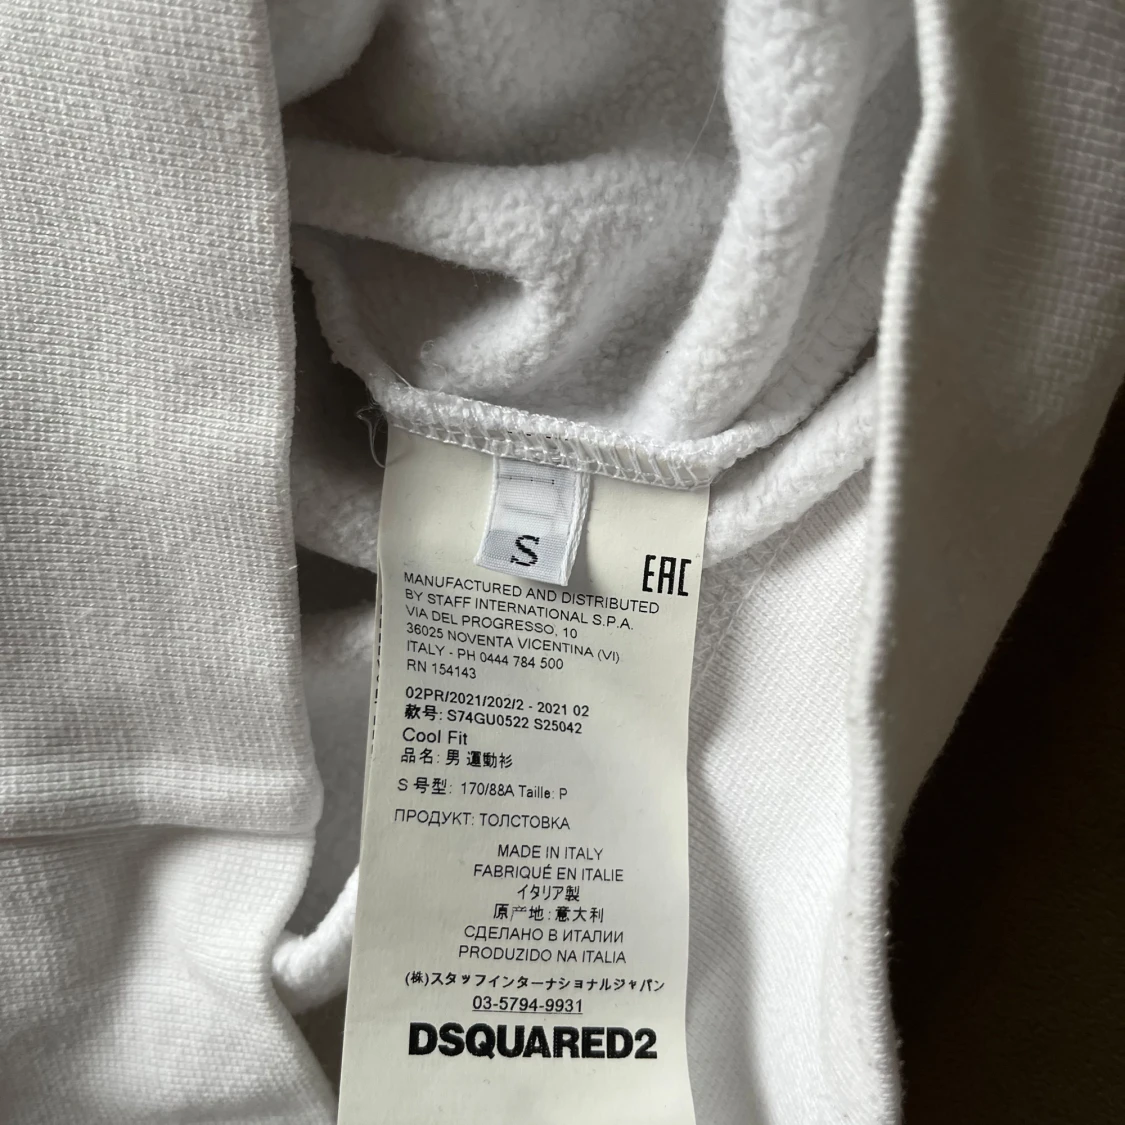 S
EAC
MANUFACTURED AND DISTRIBUTED
BY STAFF INTERNATIONAL S.P.A.
VIA DEL PROGRESSO, 10
36025 NOVENTA VICENTINA (VI)
ITALY - PH 0444 784 500
RN 154143
02PR/2021/202/2 - 2021 02
款号: S74GU0522 S25042
Cool Fit
品名: 男 運動衫
S 号型: 170/88A Taille: P
ПРОДУКТ: ТОЛСТОВКА
MADE IN ITALY
FABRIQUÉ EN ITALIE
イタリア製
原产地: 意大利
СДЕЛАНО В ИТАЛИИ
PRODUZIDO NA ITALIA
(株)スタッフインターナショナルジャパン
03-5794-9931
DSQUARED2